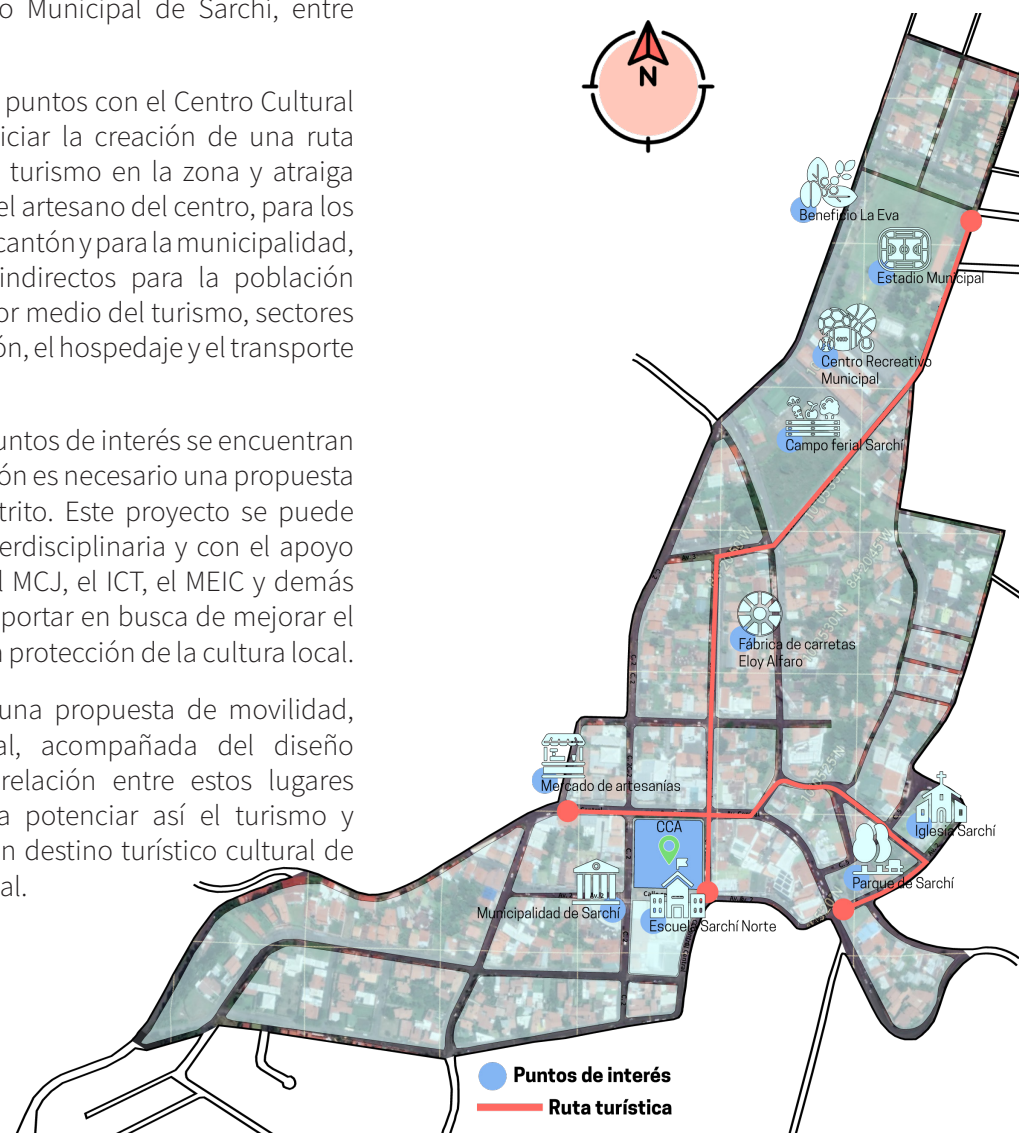 o Municipal de Sarchí, entre
puntos con el Centro Cultural
iciar la creación de una ruta
turismo en la zona y atraiga
el artesano del centro, para los
cantón y para la municipalidad,
indirectos para la población
or medio del turismo, sectores
ón, el hospedaje y el transporte
untos de interés se encuentran
ón es necesario una propuesta
trito. Este proyecto se puede
erdisciplinaria y con el apoyo
l MCJ, el ICT, el MEIC y demás
portar en busca de mejorar el
a protección de la cultura local.
una propuesta de movilidad,
al, acompañada del diseño
relación entre estos lugares
a potenciar así el turismo y
n destino turístico cultural de
al.
N
Beneficio La Eva
Estadio Municipal
Centro Recreativo
Municipal
Campo ferial Sarchí
Fábrica de carretas
Eloy Alfaro
Mercado de artesanías
CCA
Iglesia Sarchí
Parque de Sarchí
Municipalidad de Sarchí
Escuela Sarchí Norte
Puntos de interés
Ruta turística